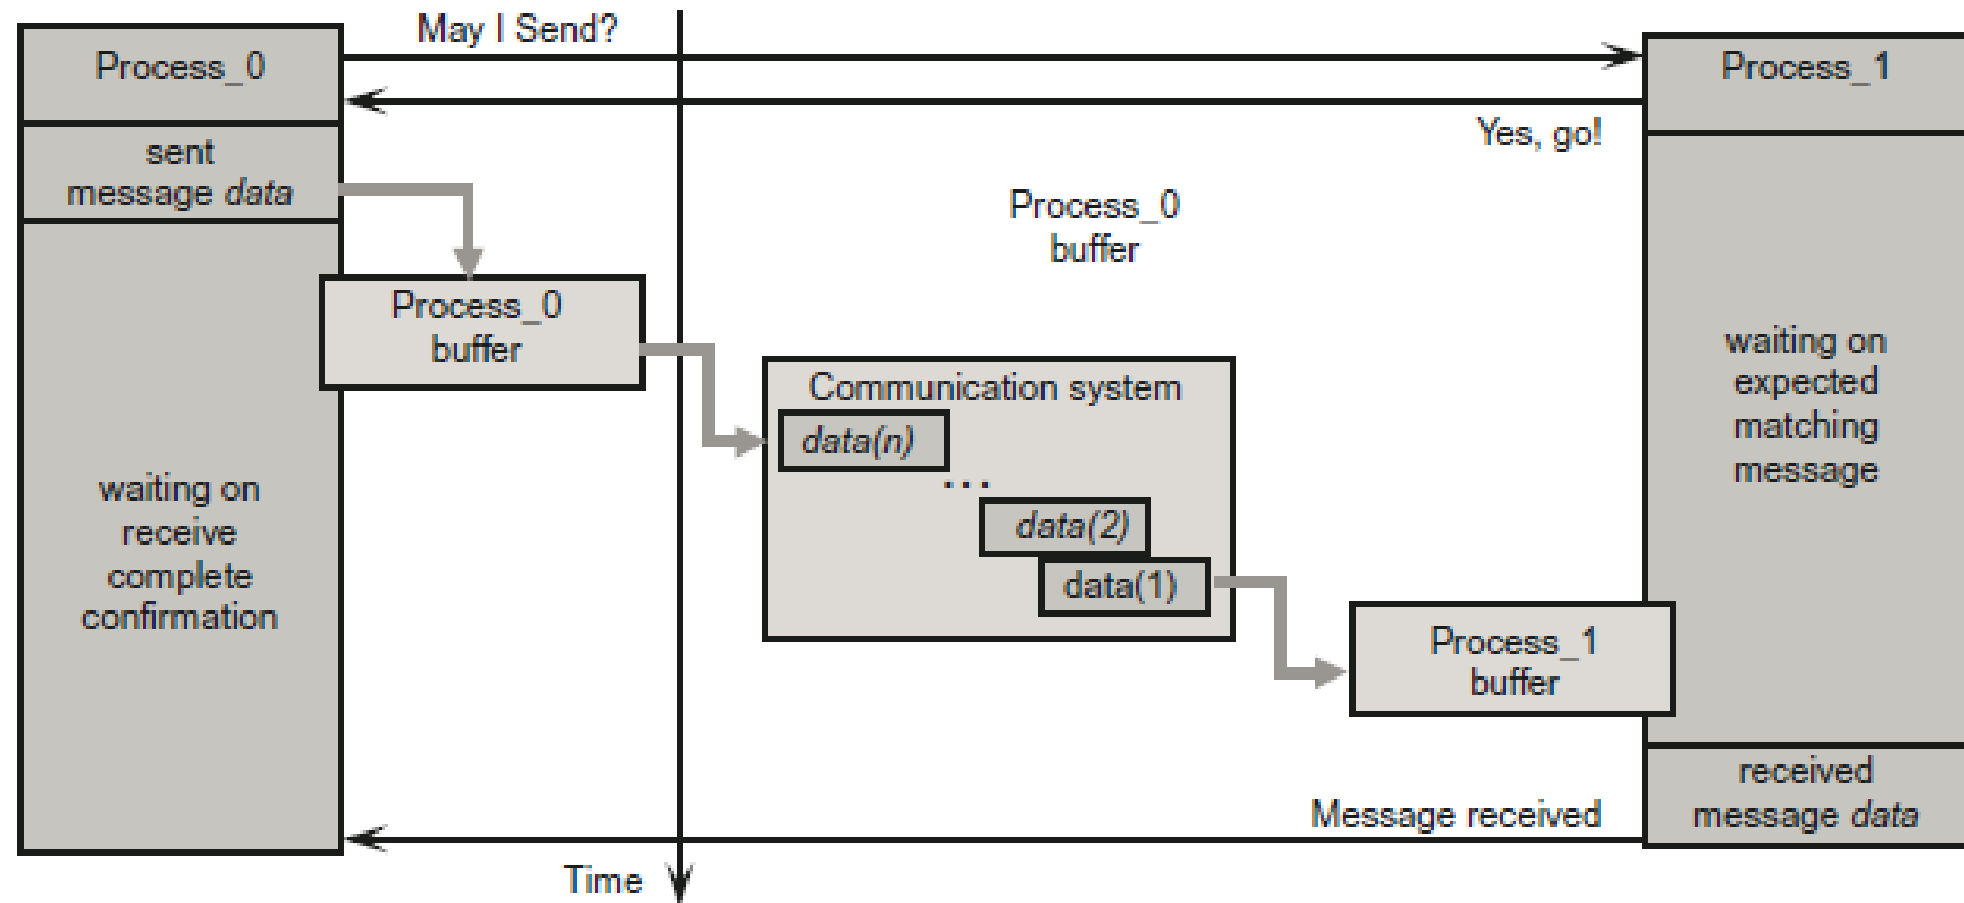 May I Send?
Process_0
Process_1
Yes, go!
sent
message data
Process_0
buffer
Process_0
buffer
waiting on
expected
matching
message
Communication system
data(n)
...
data(2)
data(1)
waiting on
receive
complete
confirmation
Process_1
buffer
received
message data
Message received
Time